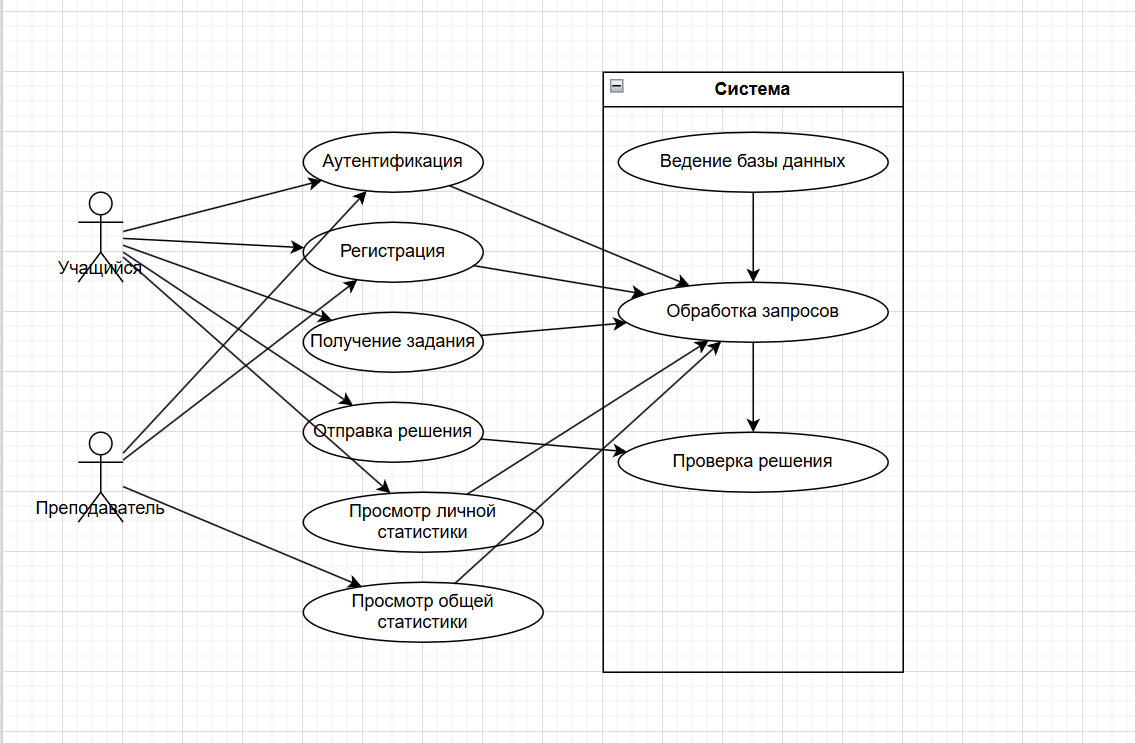 Система
Аутентификация
Ведение базы данных
Регистрация
Учащийся
Обработка запросов
Получение задания
Отправка решения
Проверка решения
Преподаватель
Просмотр личной
статистики
Просмотр общей
статистики